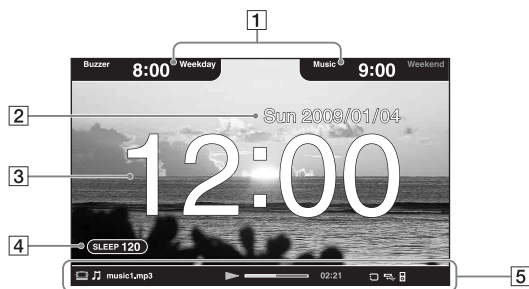 1
Buzzer 8:00 Weekday
Music 9:00 Weekend
2
Sun 2009/01/04
3
12:00
4
SLEEP 120
music1.mp3 02:21
5